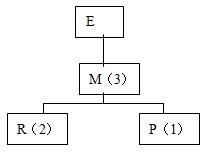 E
M（3）
R（2）
P（1）